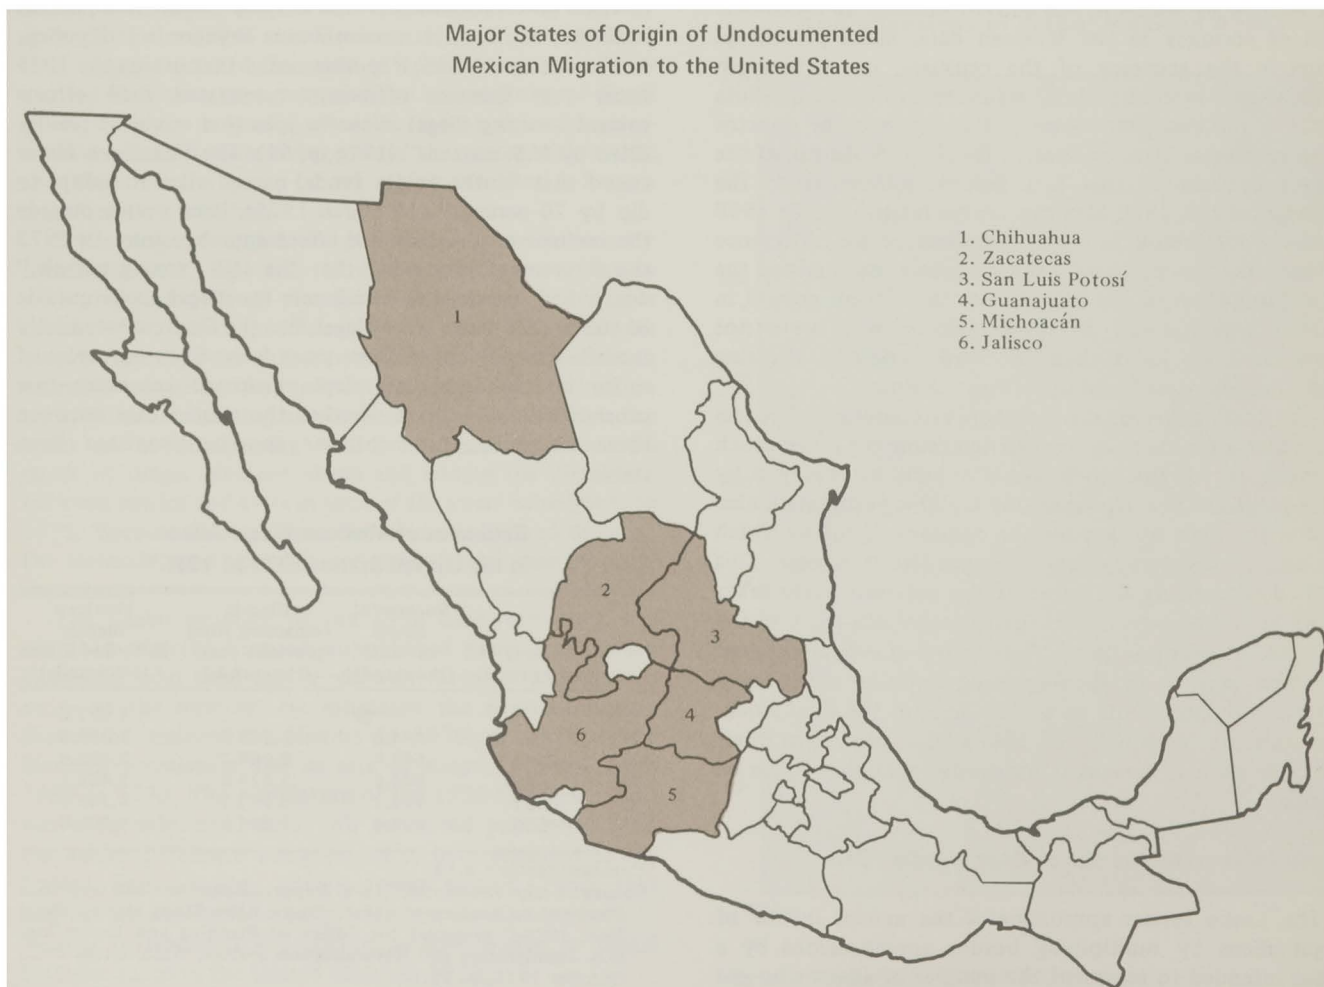 Major States of Origin of Undocumented
Mexican Migration to the United States
1. Chihuahua
2. Zacatecas
3. San Luis Potosí
4. Guanajuato
5. Michoacán
6. Jalisco
1
2
3
4
6
5